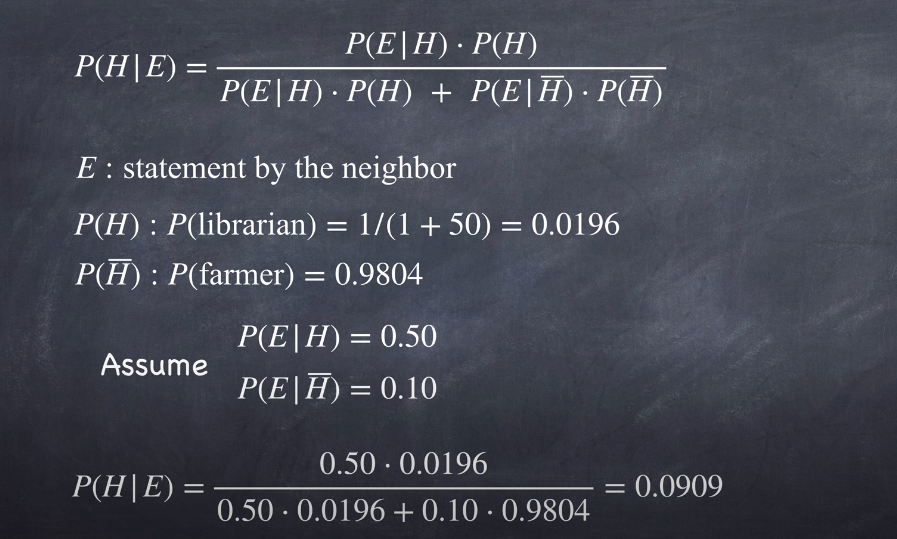 P(H|E) = P(E|H) · P(H) / P(E|H) · P(H) + P(E|H̅) · P(H̅)
E : statement by the neighbor
P(H) : P(librarian) = 1/(1 + 50) = 0.0196
P(H̅) : P(farmer) = 0.9804
P(E|H) = 0.50
Assume
P(E|H̅) = 0.10
P(H|E) = 0.50 · 0.0196 / 0.50 · 0.0196 + 0.10 · 0.9804 = 0.0909